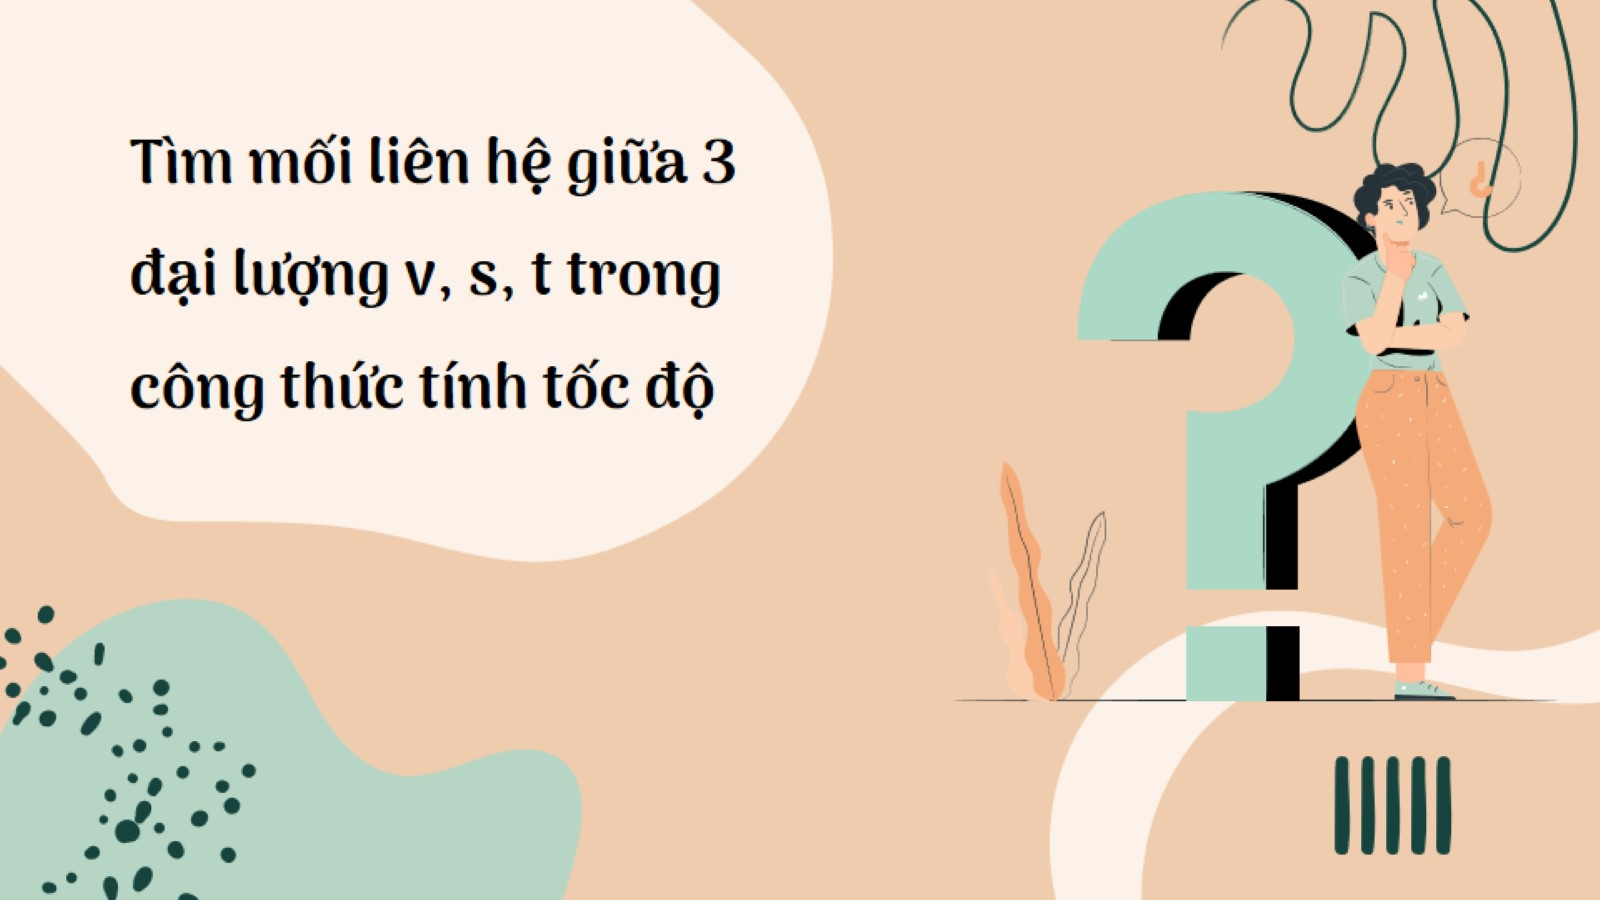 Tìm mối liên hệ giữa 3
đại lượng v, s, t trong
công thức tính tốc độ